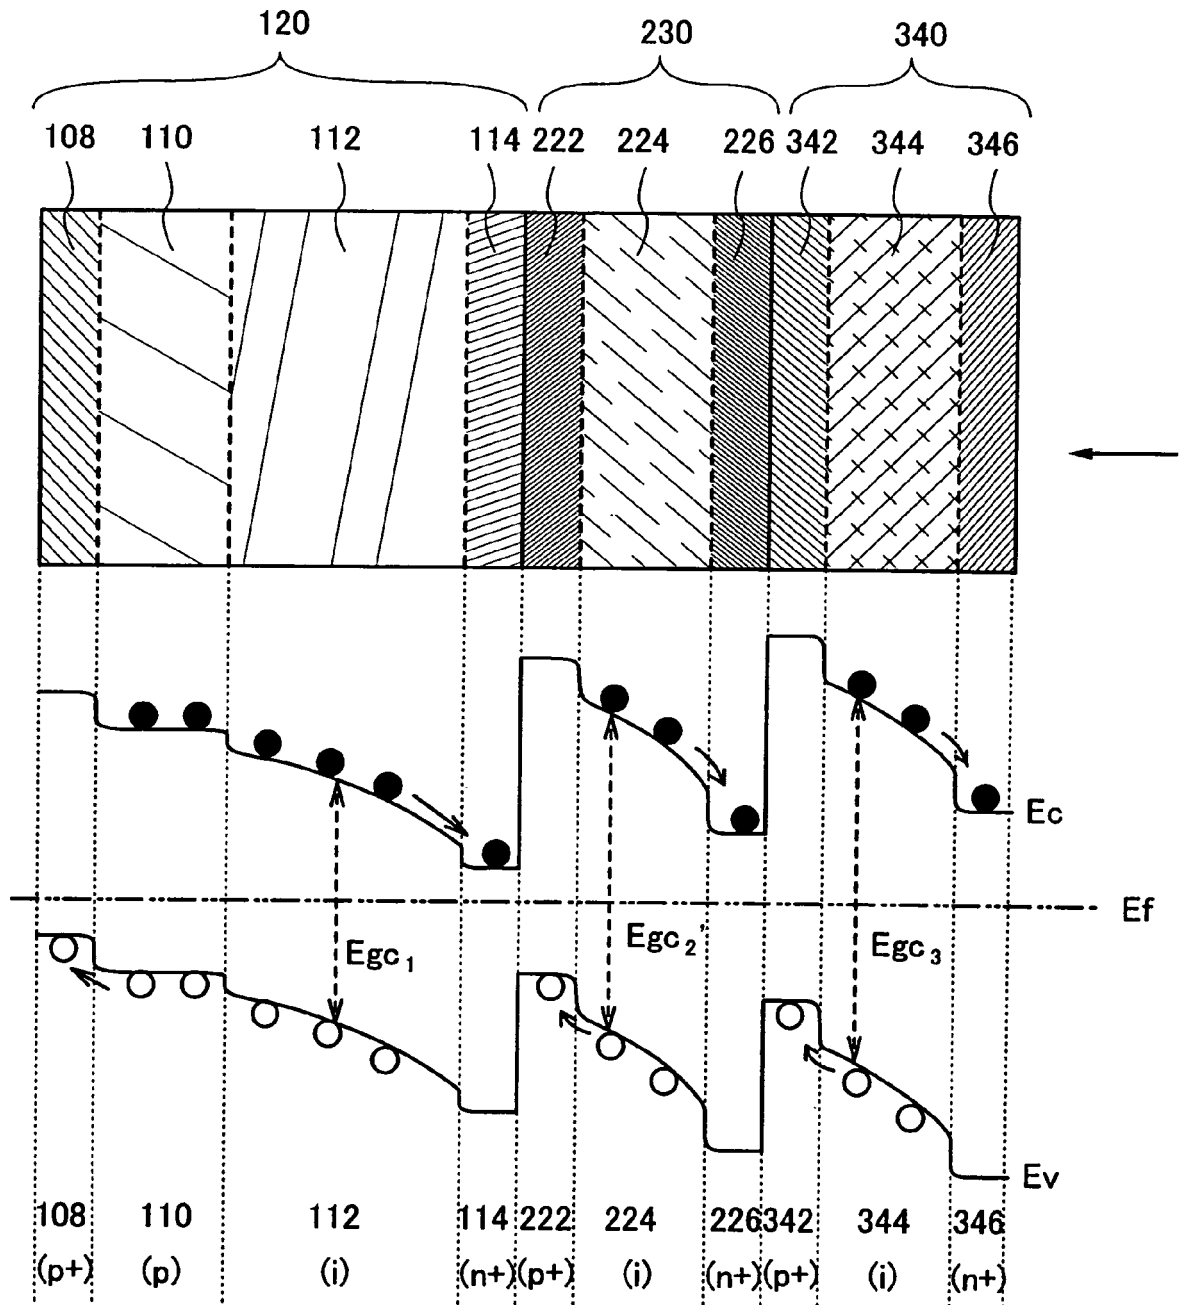 120 230 340
108 110 112 114 222 224 226 342 344 346
Ec
Ef
Egc1 Egc2' Egc3
Ev
108 110 112 114 222 224 226 342 344 346
(p+) (p) (i) (n+) (p+) (i) (n+) (p+) (i) (n+)